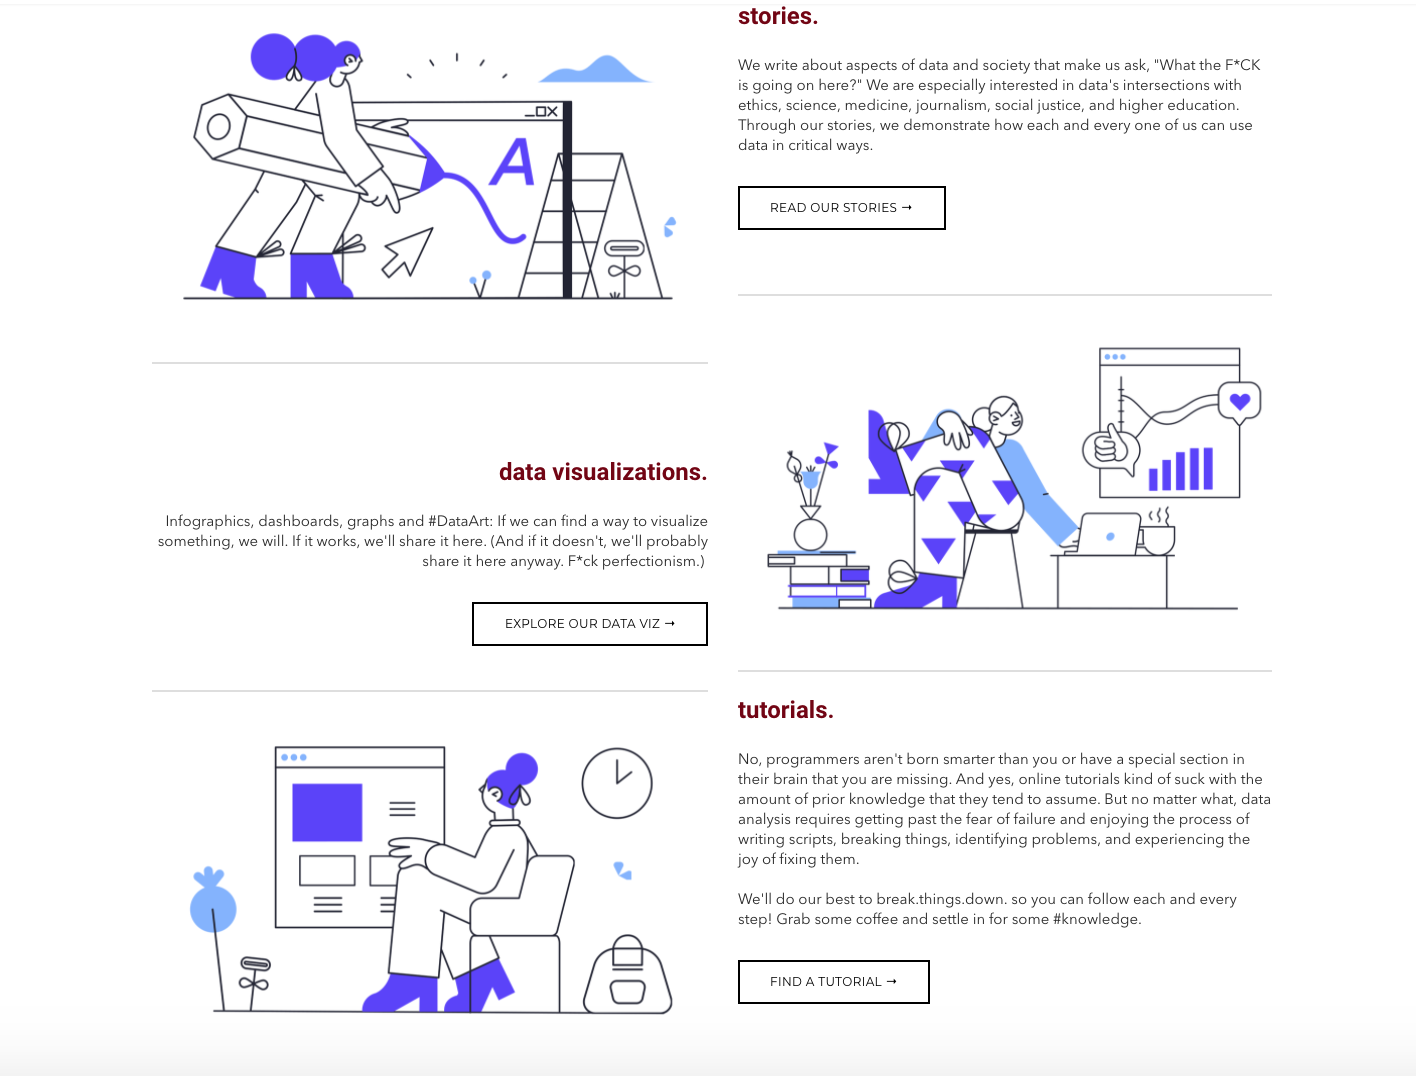 stories.
We write about aspects of data and society that make us ask, "What the F*CK
is going on here?" We are especially interested in data's intersections with
ethics, science, medicine, journalism, social justice, and higher education.
Through our stories, we demonstrate how each and every one of us can use
data in critical ways.
READ OUR STORIES →
A
data visualizations.
Infographics, dashboards, graphs and #DataArt: If we can find a way to visualize
something, we will. If it works, we'll share it here. (And if it doesn't, we'll probably
share it here anyway. F*ck perfectionism.)
EXPLORE OUR DATA VIZ →
tutorials.
No, programmers aren't born smarter than you or have a special section in
their brain that you are missing. And yes, online tutorials kind of suck with the
amount of prior knowledge that they tend to assume. But no matter what, data
analysis requires getting past the fear of failure and enjoying the process of
writing scripts, breaking things, identifying problems, and experiencing the
joy of fixing them.
We'll do our best to break.things.down. so you can follow each and every
step! Grab some coffee and settle in for some #knowledge.
FIND A TUTORIAL →